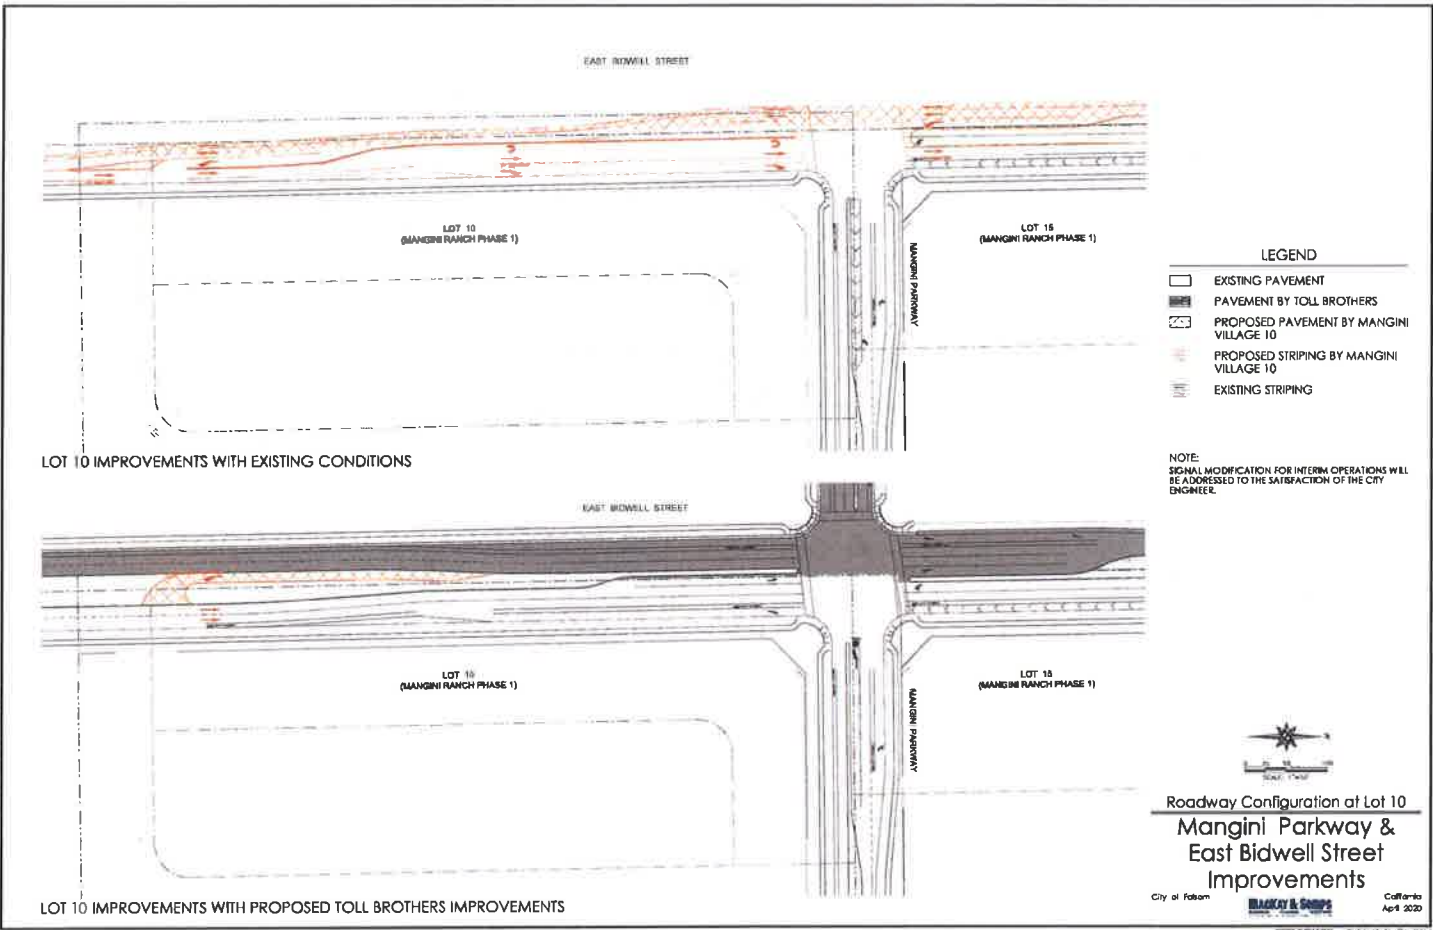 EAST BIDWELL STREET
LOT 10
(MANGINI RANCH PHASE 1)
LOT 15
(MANGINI RANCH PHASE 1)
MANGINI PARKWAY
LOT 10 IMPROVEMENTS WITH EXISTING CONDITIONS
LEGEND
EXISTING PAVEMENT
PAVEMENT BY TOLL BROTHERS
PROPOSED PAVEMENT BY MANGINI
VILLAGE 10
PROPOSED STRIPING BY MANGINI
VILLAGE 10
EXISTING STRIPING
NOTE:
SIGNAL MODIFICATION FOR INTERIM OPERATIONS WILL
BE ADDRESSED TO THE SATISFACTION OF THE CITY
ENGINEER.
EAST BIDWELL STREET
LOT 10
(MANGINI RANCH PHASE 1)
LOT 15
(MANGINI RANCH PHASE 1)
MANGINI PARKWAY
LOT 10 IMPROVEMENTS WITH PROPOSED TOLL BROTHERS IMPROVEMENTS
Roadway Configuration at Lot 10
Mangini Parkway &
East Bidwell Street
Improvements
City of Folsom
MACKAY & SOMPS
California
April 2020